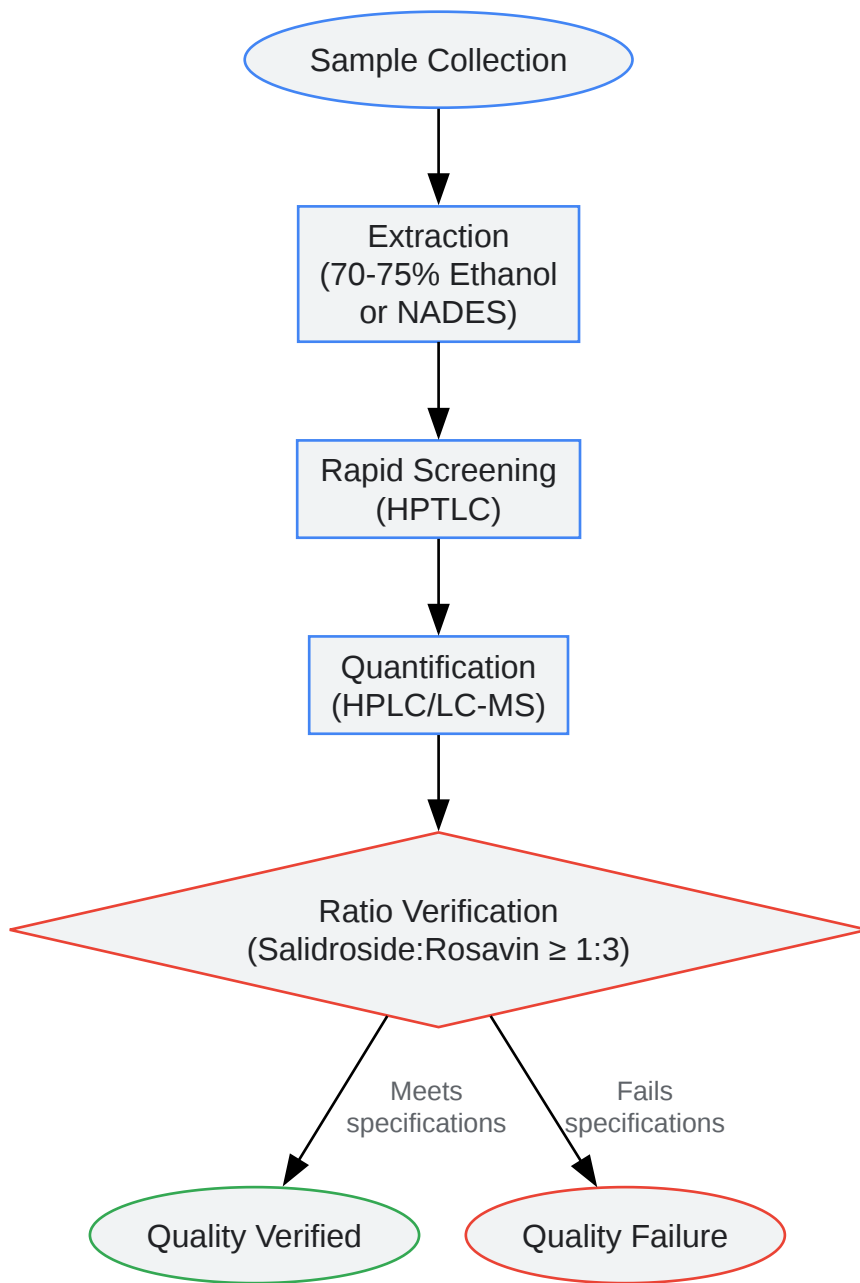 Sample Collection
Extraction
(70-75% Ethanol
or NADES)
Rapid Screening
(HPTLC)
Quantification
(HPLC/LC-MS)
Ratio Verification
(Salidroside:Rosavin ≥ 1:3)
Meets
specifications
Fails
specifications
Quality Verified
Quality Failure